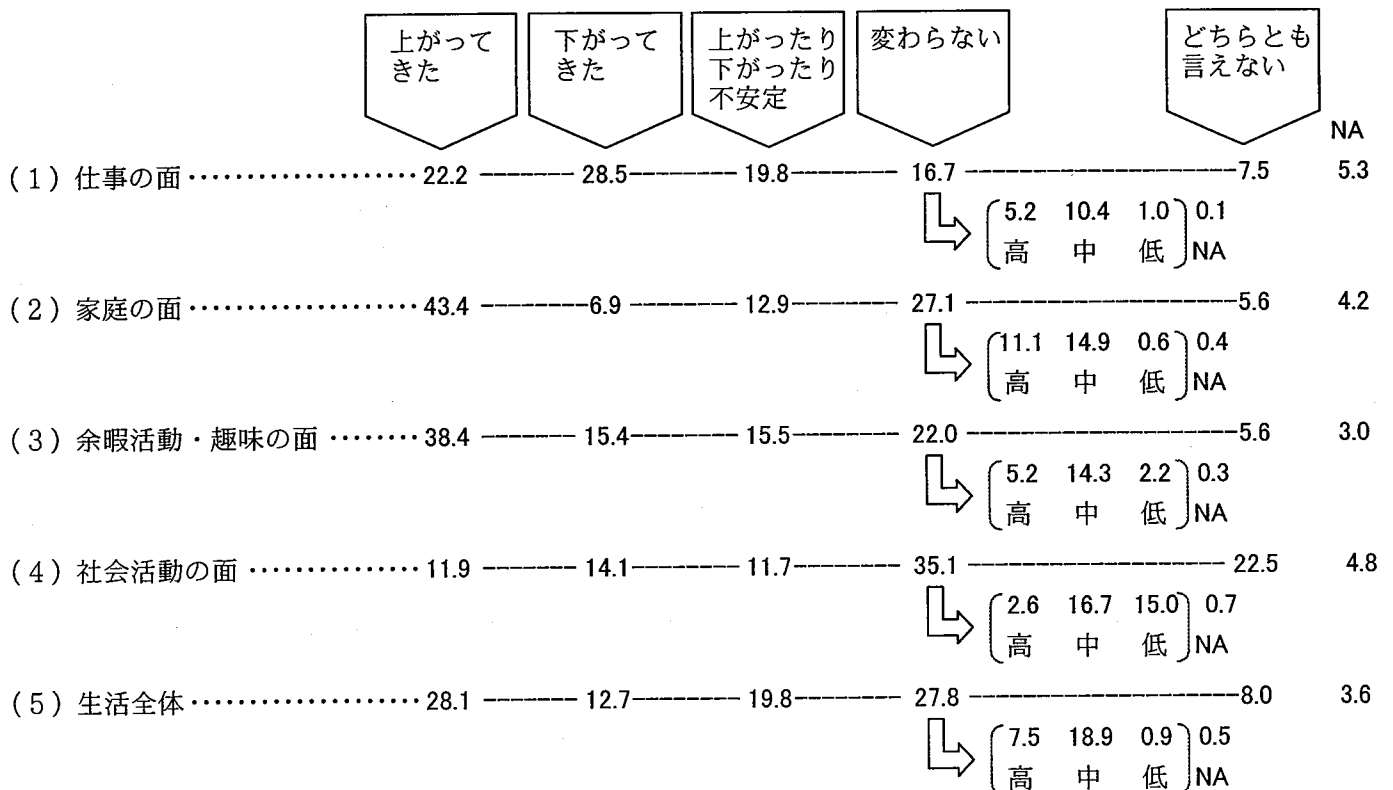 上がって
きた
下がって
きた
上がったり
下がったり
不安定
変わらない
どちらとも
言えない
NA
(1) 仕事の面 22.2 28.5 19.8 16.7 7.5 5.3
5.2 10.4 1.0 0.1
高 中 低 NA
(2) 家庭の面 43.4 6.9 12.9 27.1 5.6 4.2
11.1 14.9 0.6 0.4
高 中 低 NA
(3) 余暇活動・趣味の面 38.4 15.4 15.5 22.0 5.6 3.0
5.2 14.3 2.2 0.3
高 中 低 NA
(4) 社会活動の面 11.9 14.1 11.7 35.1 22.5 4.8
2.6 16.7 15.0 0.7
高 中 低 NA
(5) 生活全体 28.1 12.7 19.8 27.8 8.0 3.6
7.5 18.9 0.9 0.5
高 中 低 NA